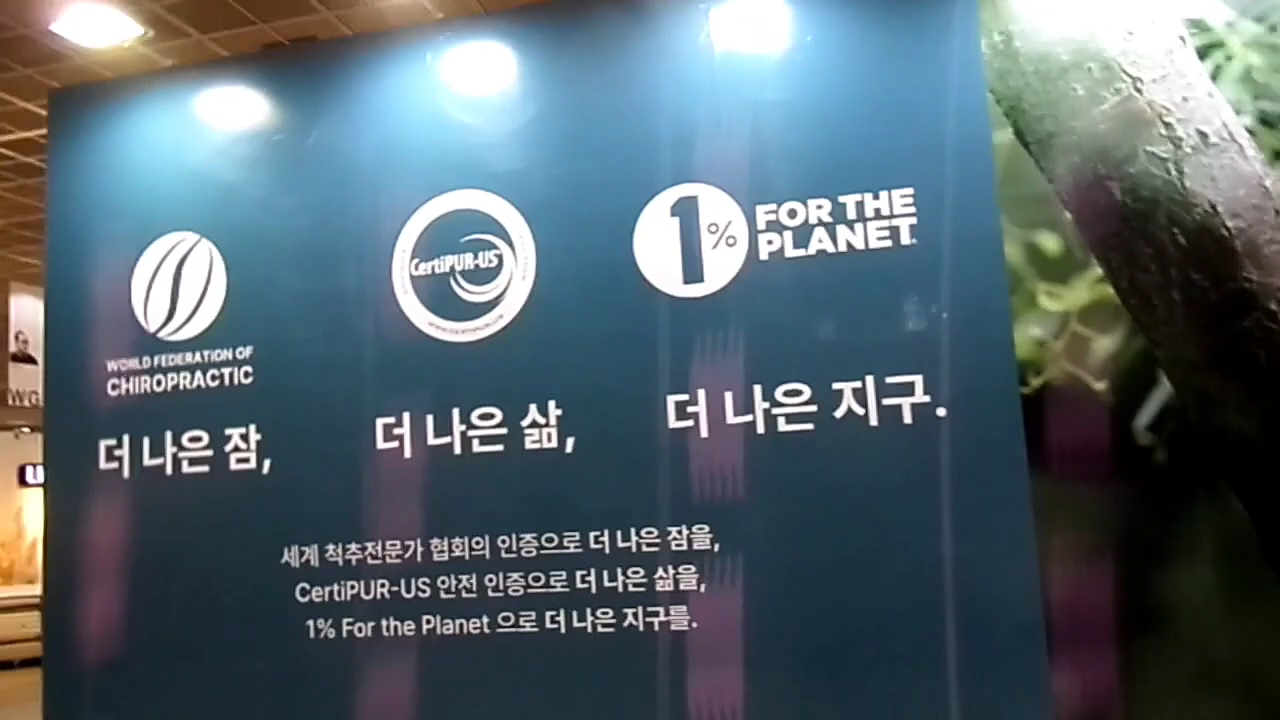 WORLD FEDERATION OF
CHIROPRACTIC
CertiPUR-US
1%
FOR THE
PLANET
더 나은 잠,
더 나은 삶,
더 나은 지구.
세계 척추전문가 협회의 인증으로 더 나은 잠을,
CertiPUR-US 안전 인증으로 더 나은 삶을,
1% For the Planet 으로 더 나은 지구를.
WG